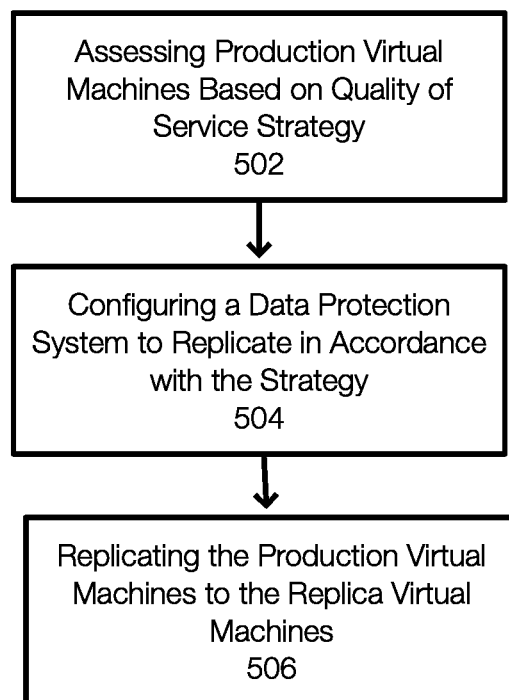 Assessing Production Virtual
Machines Based on Quality of
Service Strategy
502
Configuring a Data Protection
System to Replicate in Accordance
with the Strategy
504
Replicating the Production Virtual
Machines to the Replica Virtual
Machines
506